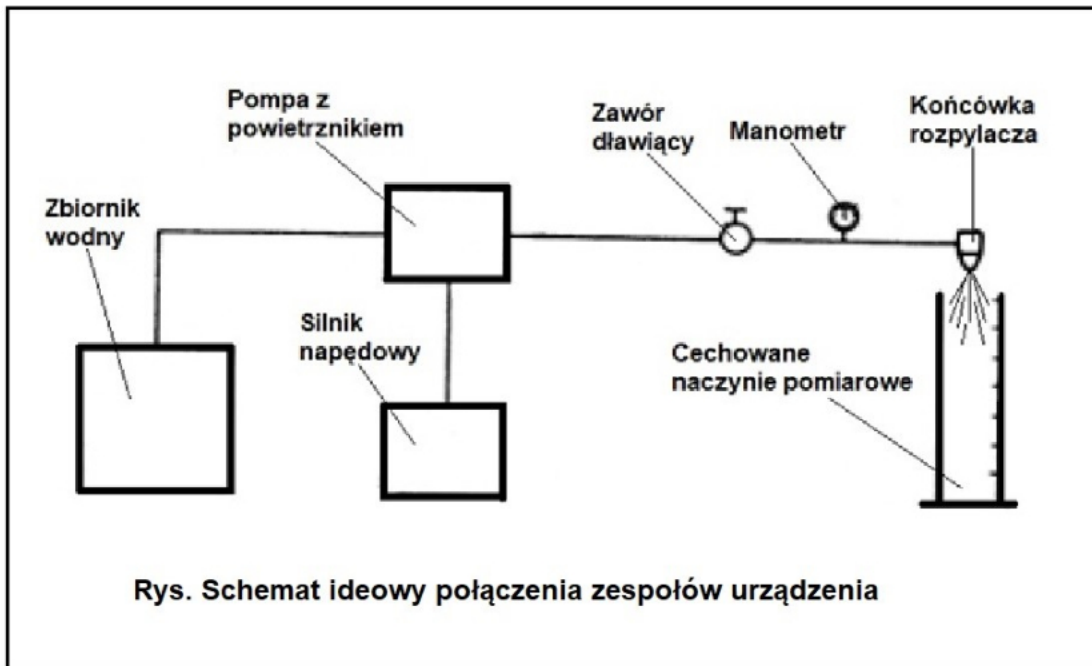 Pompa z
powietrznikiem
Zawór
dławiący
Manometr
Końcówka
rozpylacza
Zbiornik
wodny
Silnik
napędowy
Cechowane
naczynie pomiarowe
Rys. Schemat ideowy połączenia zespołów urządzenia